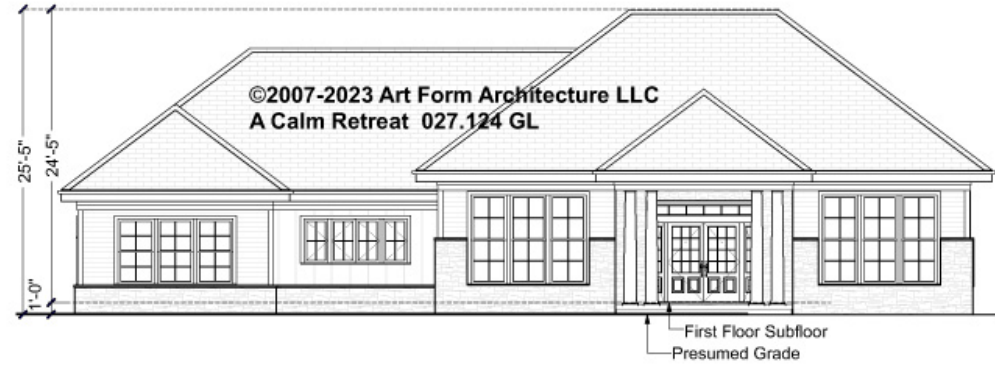 ©2007-2023 Art Form Architecture LLC
A Calm Retreat 027.124 GL
25'-5"
24'-5"
1'-0"
First Floor Subfloor
Presumed Grade